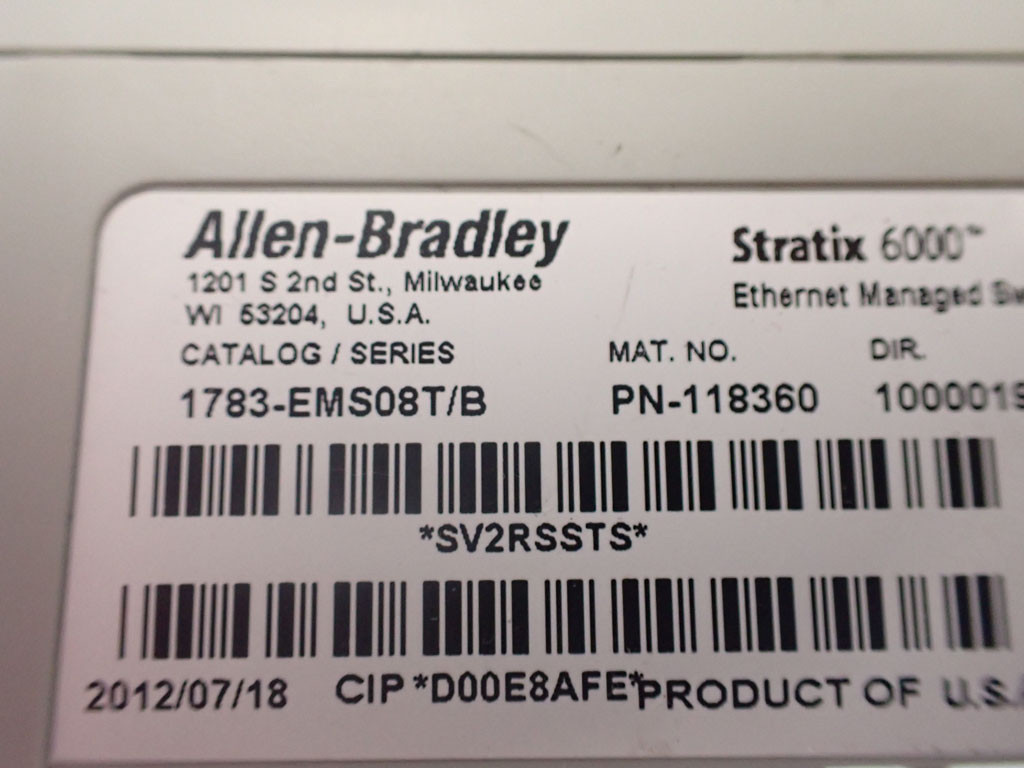 Allen-Bradley
1201 S 2nd St., Milwaukee
WI 53204, U.S.A.
Stratix 6000™
Ethernet Managed
CATALOG / SERIES MAT. NO. DIR.
1783-EMS08T/B PN-118360
*SV2RSSTS*
2012/07/18 CIP *D00E8AFE* PRODUCT OF U.S.